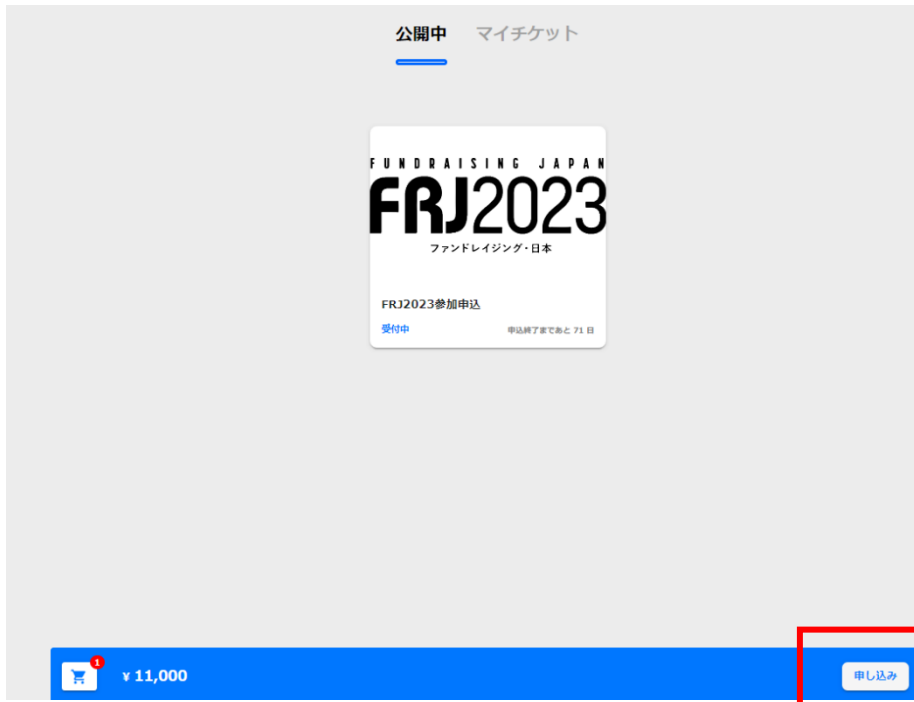 公開中 マイチケット
FUNDRAISING JAPAN
FRJ2023
ファンドレイジング・日本
FRJ2023参加申込
受付中 申込終了まであと 71 日
1
¥ 11,000 申し込み